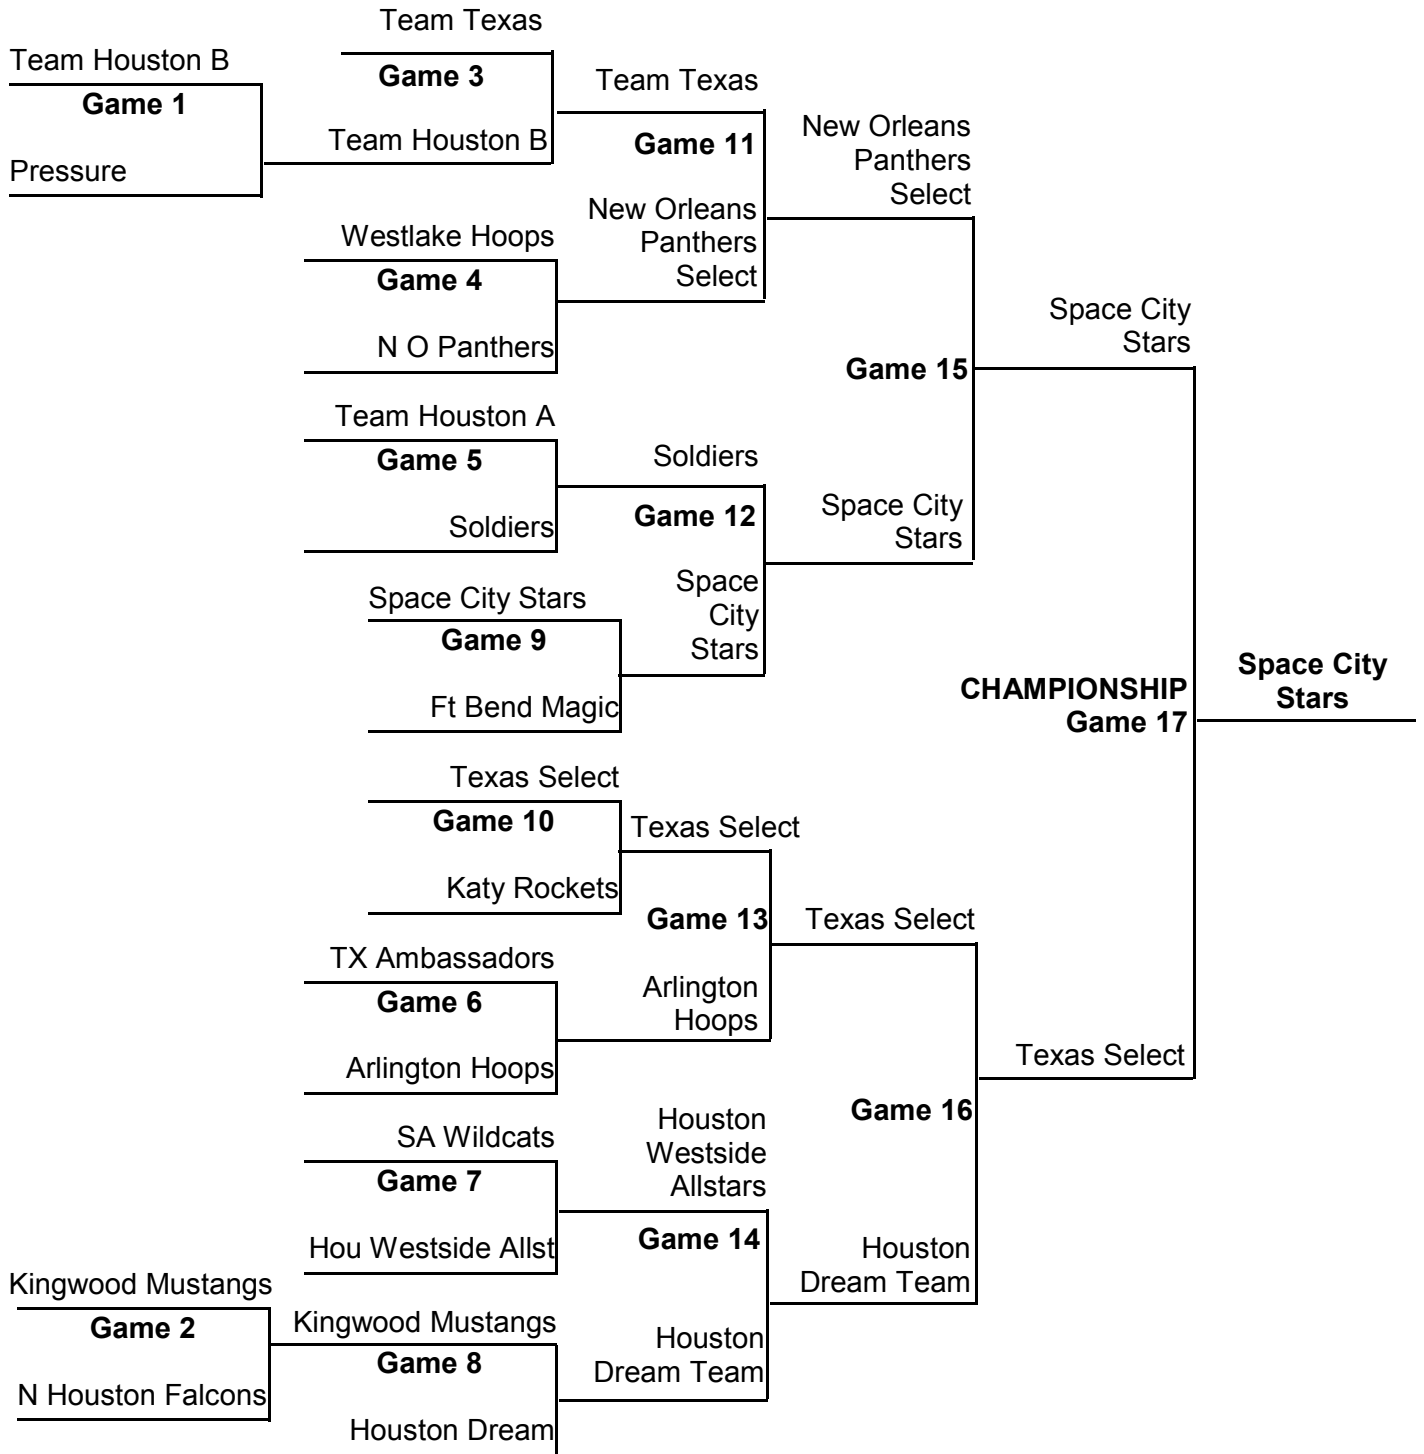 Team Texas
Team Houston B
Game 3
Team Texas
Game 1
New Orleans
Panthers
Select
Team Houston B
Game 11
Pressure
New Orleans
Panthers
Select
Westlake Hoops
Game 4
Space City
Stars
N O Panthers
Game 15
Team Houston A
Game 5
Soldiers
Space City
Stars
Soldiers
Game 12
Space
City
Stars
Space City Stars
Game 9
Space City
Stars
Ft Bend Magic
CHAMPIONSHIP
Game 17
Texas Select
Game 10
Texas Select
Katy Rockets
Game 13
Texas Select
TX Ambassadors
Game 6
Arlington
Hoops
Arlington Hoops
Texas Select
Game 16
SA Wildcats
Houston
Westside
Allstars
Game 7
Hou Westside Allst
Game 14
Houston
Dream Team
Kingwood Mustangs
Game 2
Kingwood Mustangs
Houston
Dream Team
Game 8
N Houston Falcons
Houston Dream